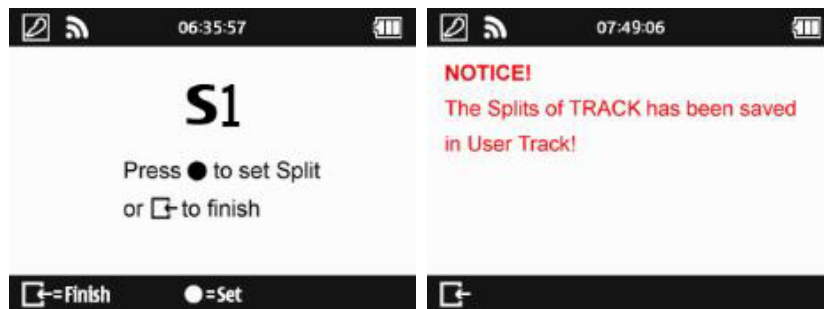 06:35:57
S1
Press ● to set Split
or to finish
=Finish ●=Set
07:49:06
NOTICE!
The Splits of TRACK has been saved
in User Track!